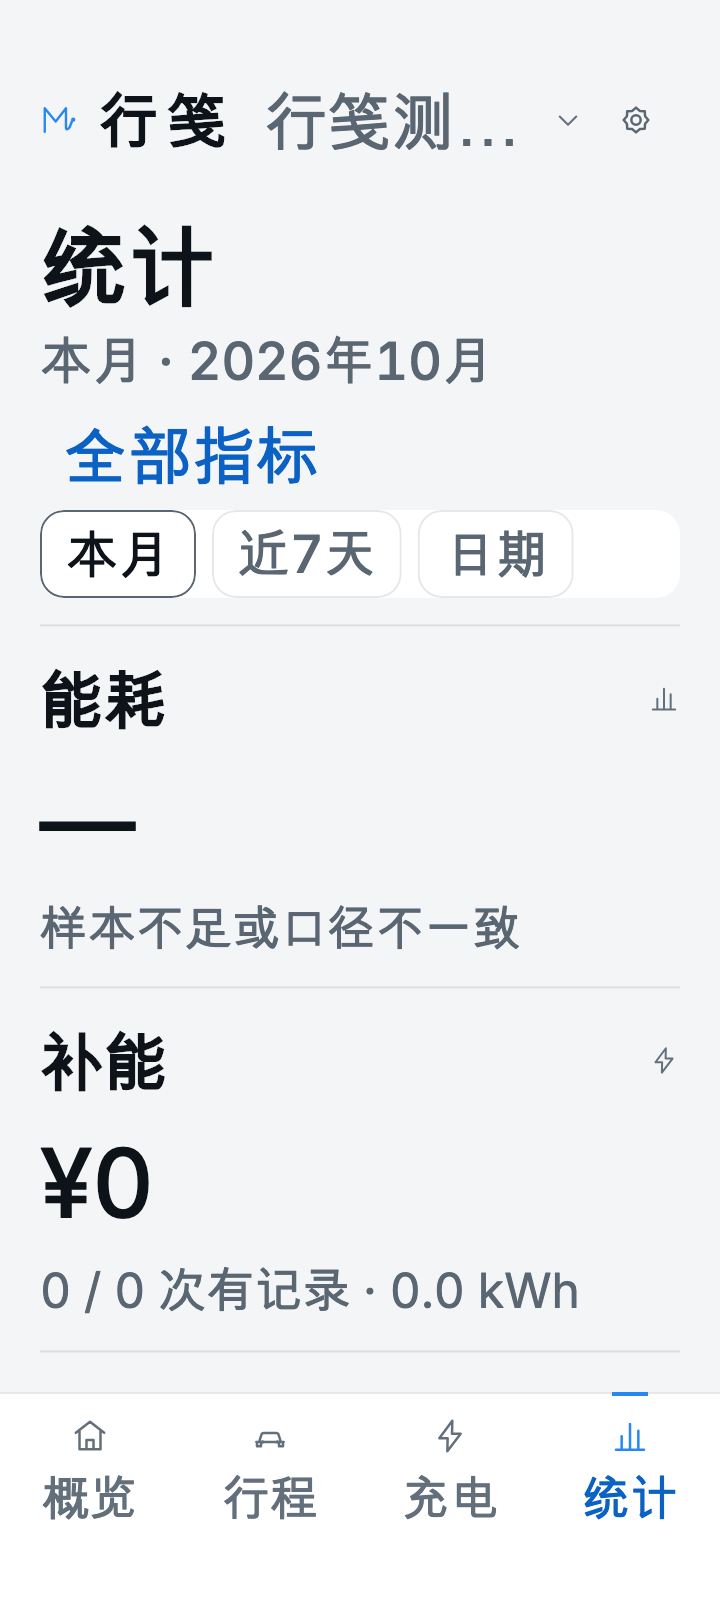 行笺 行笺测...
统计
本月 · 2026年10月
全部指标
本月 近7天 日期
能耗
—
样本不足或口径不一致
补能
¥0
0 / 0 次有记录 · 0.0 kWh
概览 行程 充电 统计